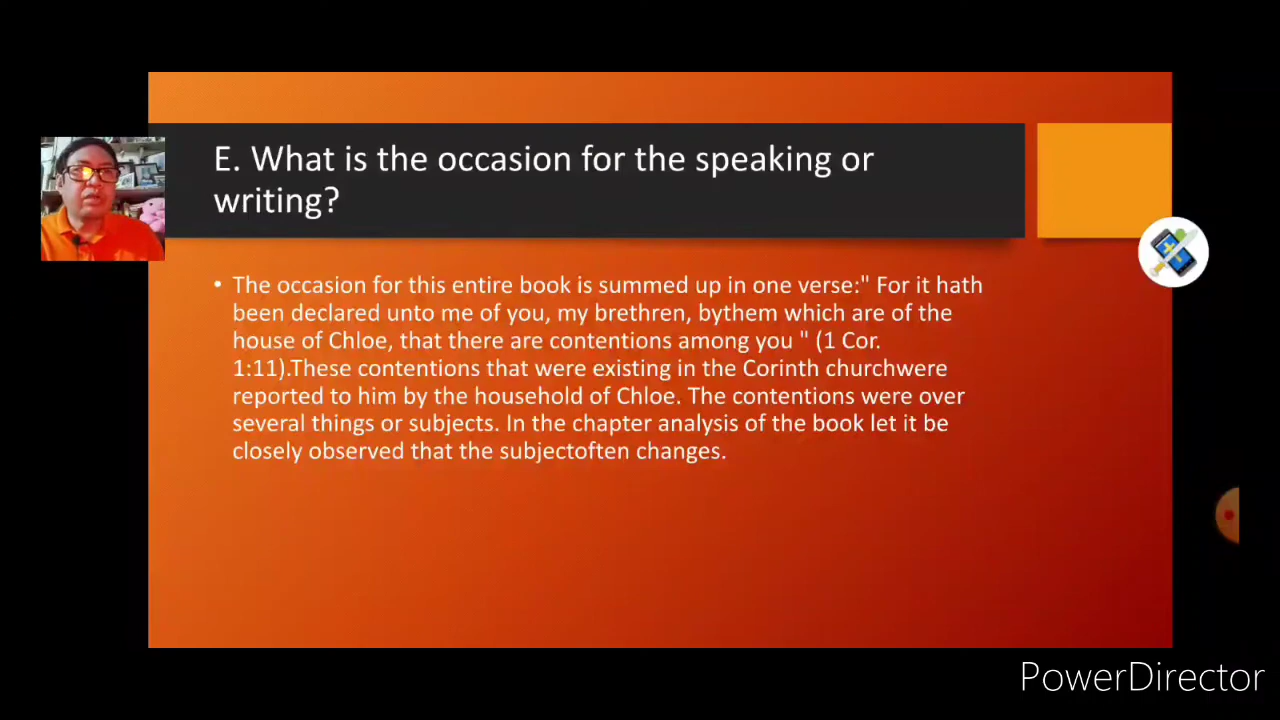 E. What is the occasion for the speaking or
writing?
• The occasion for this entire book is summed up in one verse:" For it hath
been declared unto me of you, my brethren, bythem which are of the
house of Chloe, that there are contentions among you " (1 Cor.
1:11).These contentions that were existing in the Corinth churchwere
reported to him by the household of Chloe. The contentions were over
several things or subjects. In the chapter analysis of the book let it be
closely observed that the subjectoften changes.
PowerDirector